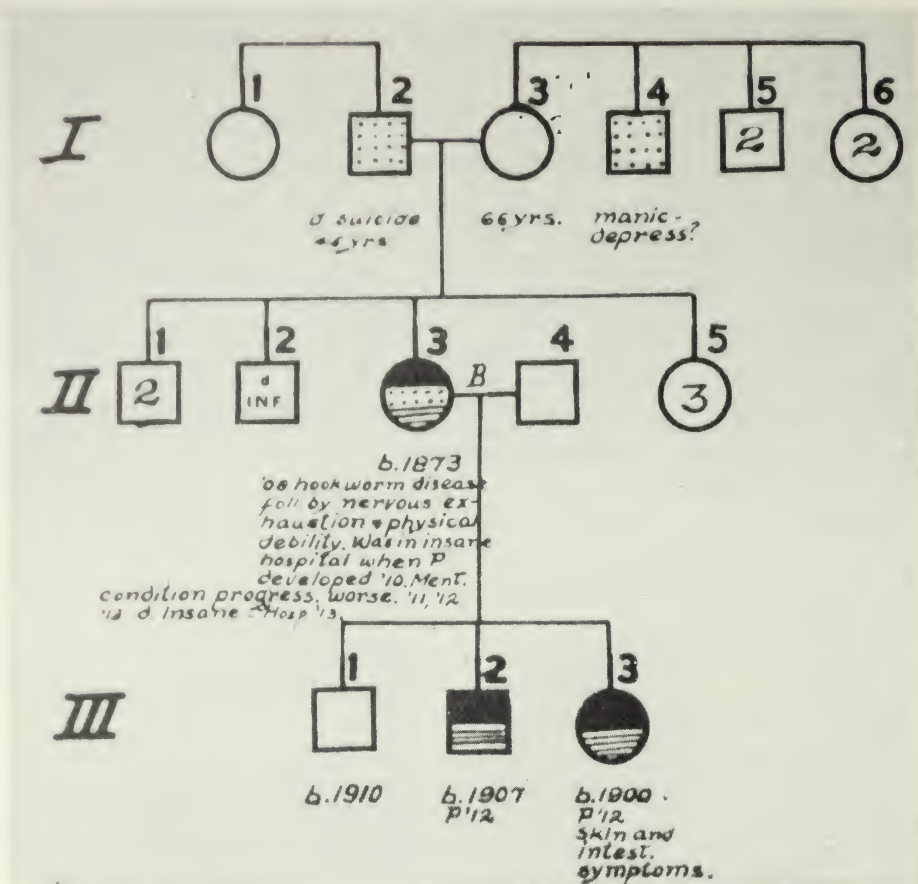 1 2 3 4 5 6
I 2 2
d suicide 66 yrs. manic-
yrs depress?
1 2 3 4 5
II 2 d B 3
INF
b.1873
'08 hookworm disease
foll by nervous ex-
haustion & physical
debility. Was in insane
hospital when P
developed '10. Ment.
condition progress. worse. '11, '12
d. Insane Hosp '13.
1 2 3
III
b.1910 b.1907 b.1900.
P'12 P'12
Skin and
intest.
symptoms.